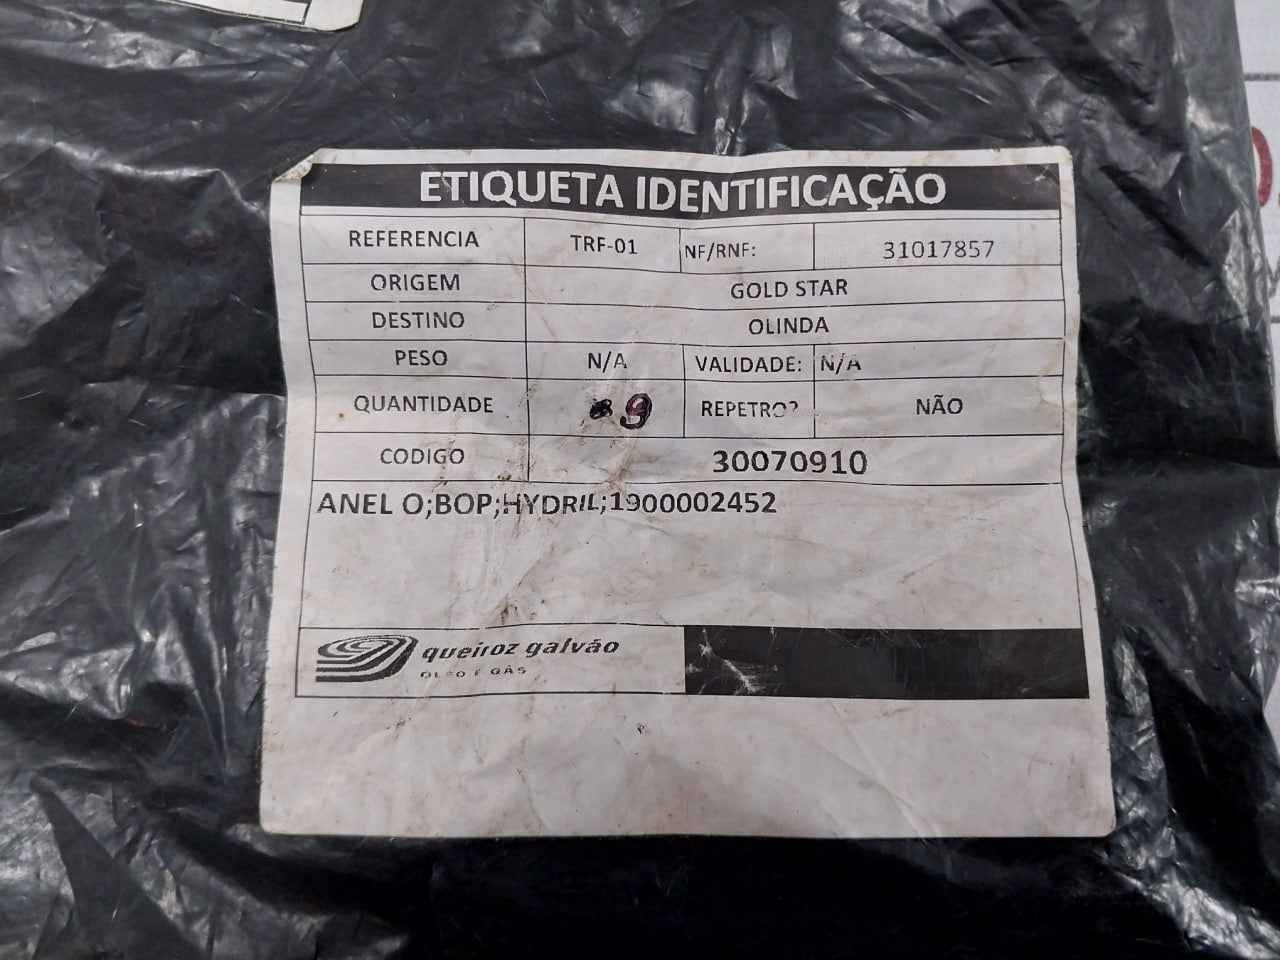 ETIQUETA IDENTIFICAÇÃO
REFERENCIA TRF-01 NF/RNF: 31017857
ORIGEM GOLD STAR
DESTINO OLINDA
PESO N/A VALIDADE: N/A
QUANTIDADE 9 REPETRO? NÃO
CODIGO 30070910
ANEL O;BOP;HYDRIL;1900002452
queiroz galvão
ÓLEO E GÁS